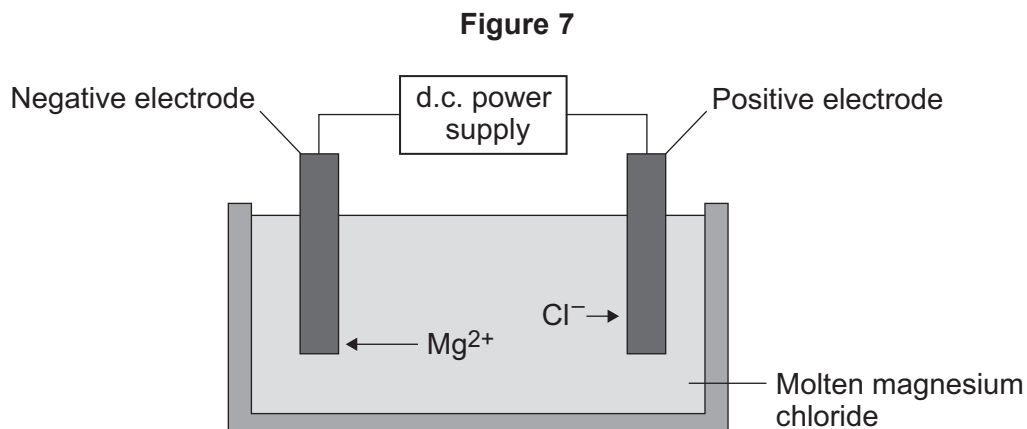 Figure 7
Negative electrode
d.c. power
supply
Positive electrode
Cl⁻
Mg²⁺
Molten magnesium
chloride